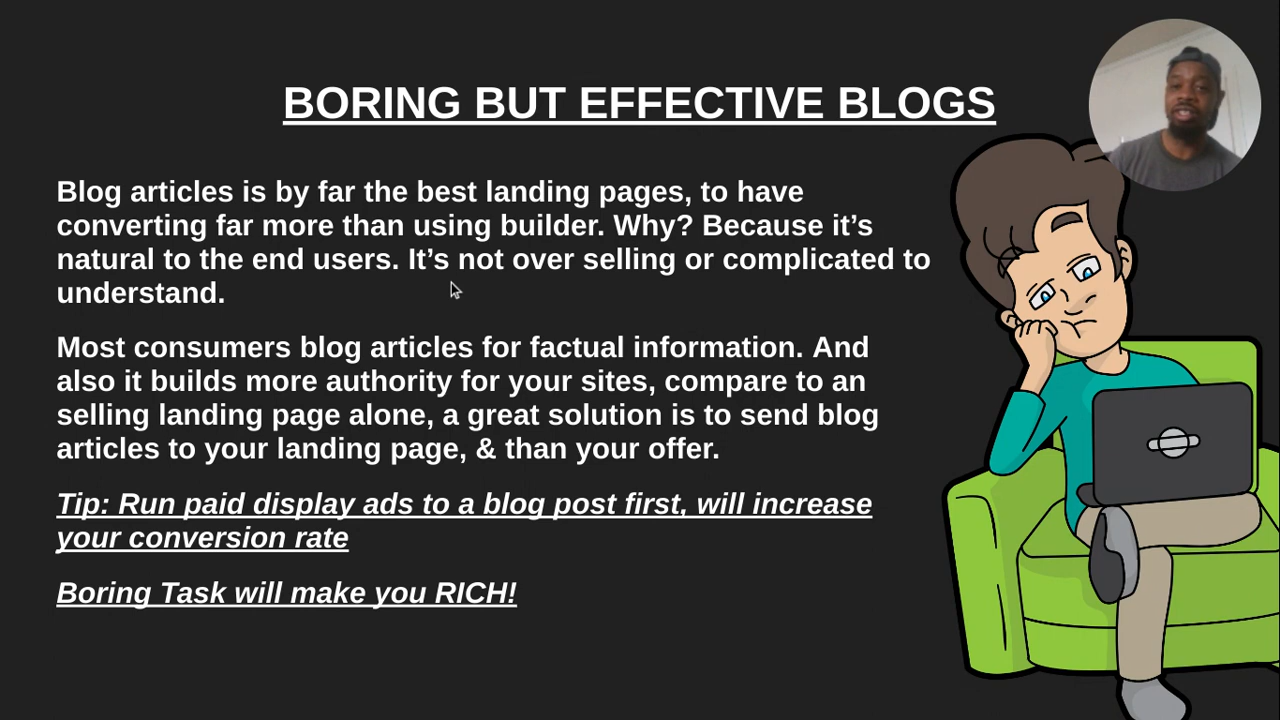 BORING BUT EFFECTIVE BLOGS
Blog articles is by far the best landing pages, to have
converting far more than using builder. Why? Because it’s
natural to the end users. It’s not over selling or complicated to
understand.
Most consumers blog articles for factual information. And
also it builds more authority for your sites, compare to an
selling landing page alone, a great solution is to send blog
articles to your landing page, & than your offer.
Tip: Run paid display ads to a blog post first, will increase
your conversion rate
Boring Task will make you RICH!